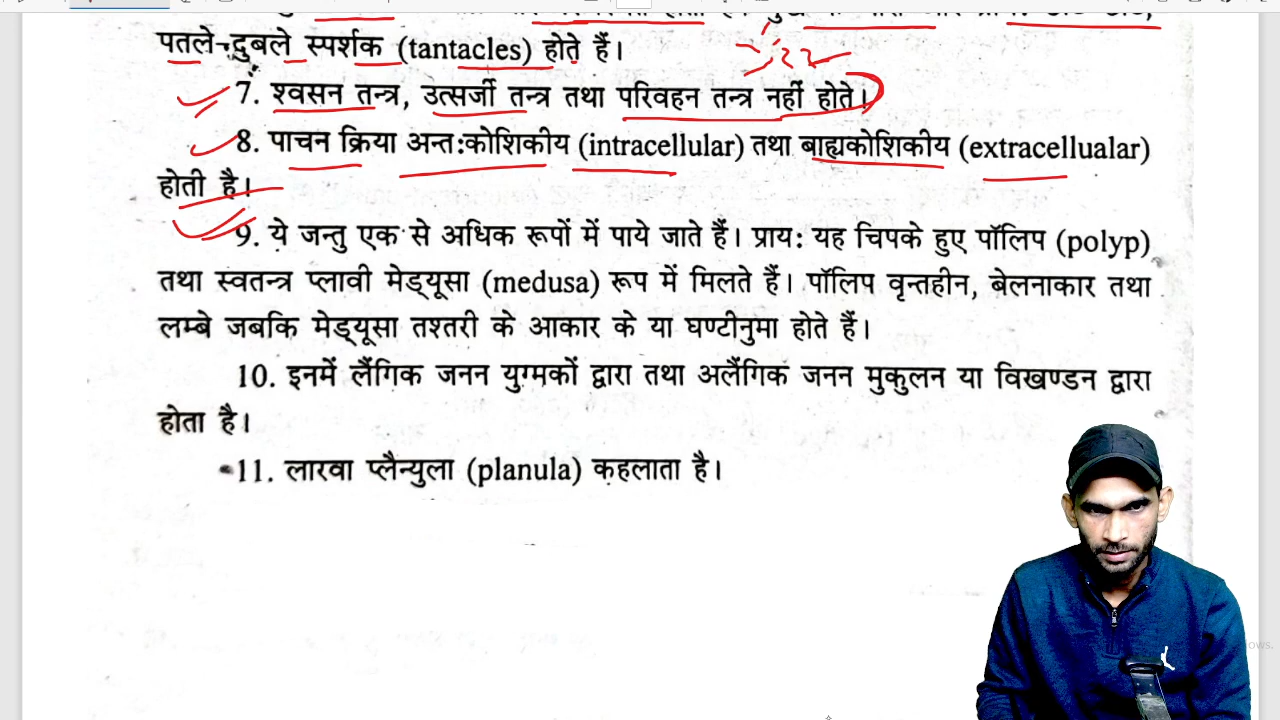 पतले-दुबले स्पर्शक (tantacles) होते हैं।
7. श्वसन तन्त्र, उत्सर्जी तन्त्र तथा परिवहन तन्त्र नहीं होते।
8. पाचन क्रिया अन्त:कोशिकीय (intracellular) तथा बाह्यकोशिकीय (extracellualar)
होती है।
9. ये जन्तु एक से अधिक रूपों में पाये जाते हैं। प्राय: यह चिपके हुए पॉलिप (polyp)
तथा स्वतन्त्र प्लावी मेड्यूसा (medusa) रूप में मिलते हैं। पॉलिप वृन्तहीन, बेलनाकार तथा
लम्बे जबकि मेड्यूसा तश्तरी के आकार के या घण्टीनुमा होते हैं।
10. इनमें लैंगिक जनन युग्मकों द्वारा तथा अलैंगिक जनन मुकुलन या विखण्डन द्वारा
होता है।
11. लारवा प्लैन्युला (planula) कहलाता है।